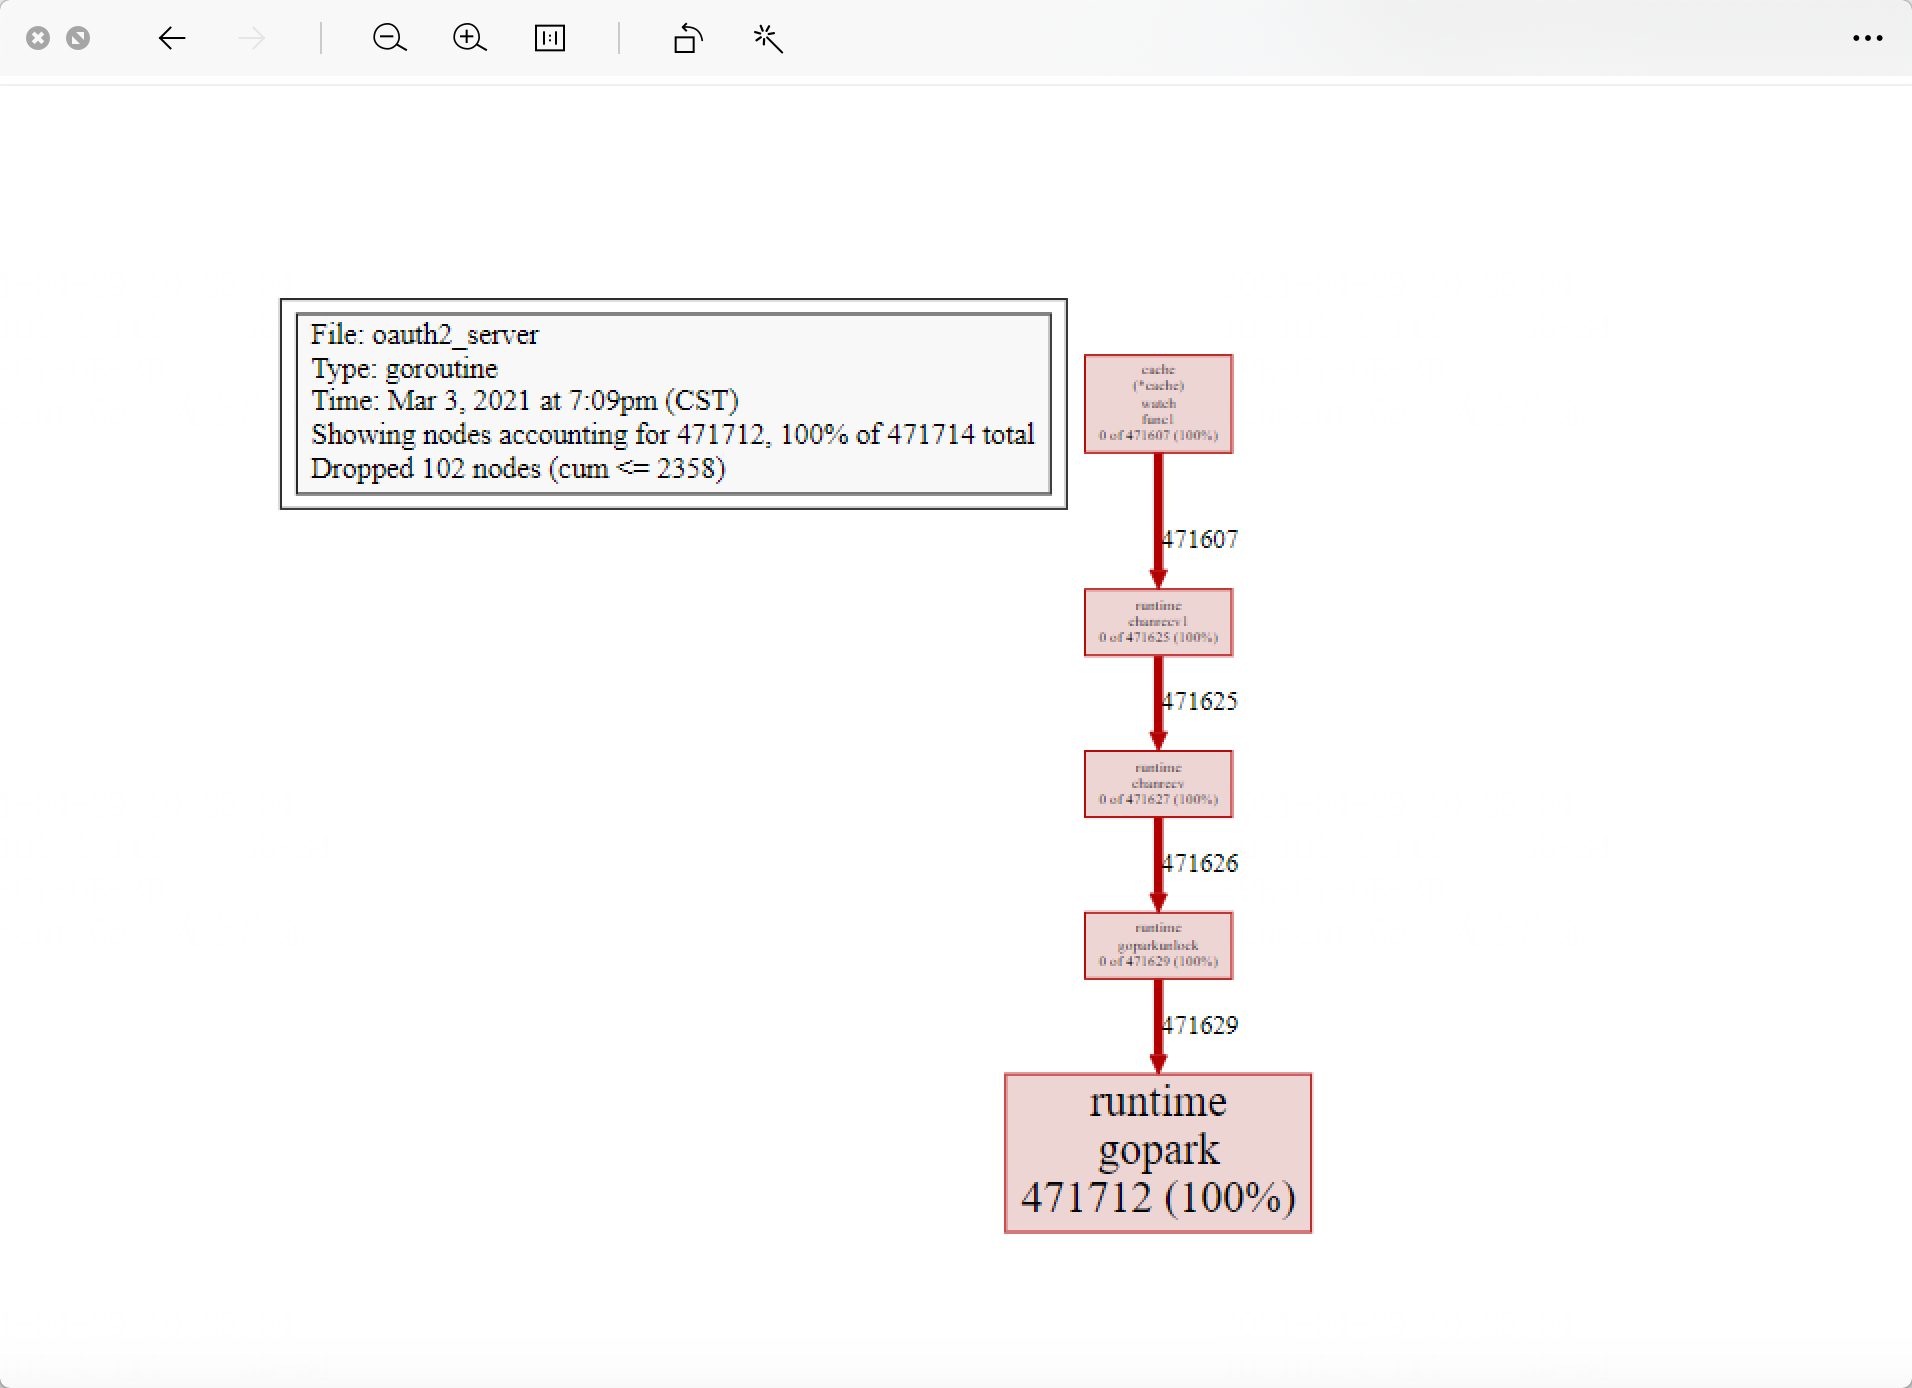 File: oauth2_server
Type: goroutine
Time: Mar 3, 2021 at 7:09pm (CST)
Showing nodes accounting for 471712, 100% of 471714 total
Dropped 102 nodes (cum <= 2358)
cache
(*cache)
watch
func1
0 of 471607 (100%)
471607
runtime
chanrecv1
0 of 471625 (100%)
471625
runtime
chanrecv
0 of 471627 (100%)
471626
runtime
goparkunlock
0 of 471629 (100%)
471629
runtime
gopark
471712 (100%)